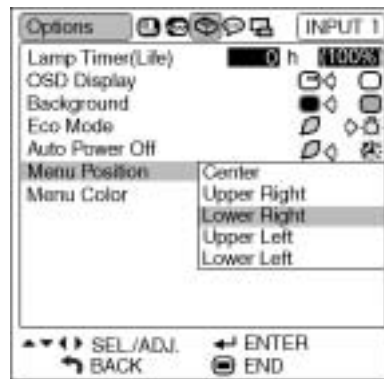 Options INPUT 1
Lamp Timer(Life) 0 h (100%)
OSD Display
Background
Eco Mode
Auto Power Off
Menu Position Center
Menu Color Upper Right
Lower Right
Upper Left
Lower Left
SEL./ADJ. ENTER
BACK END